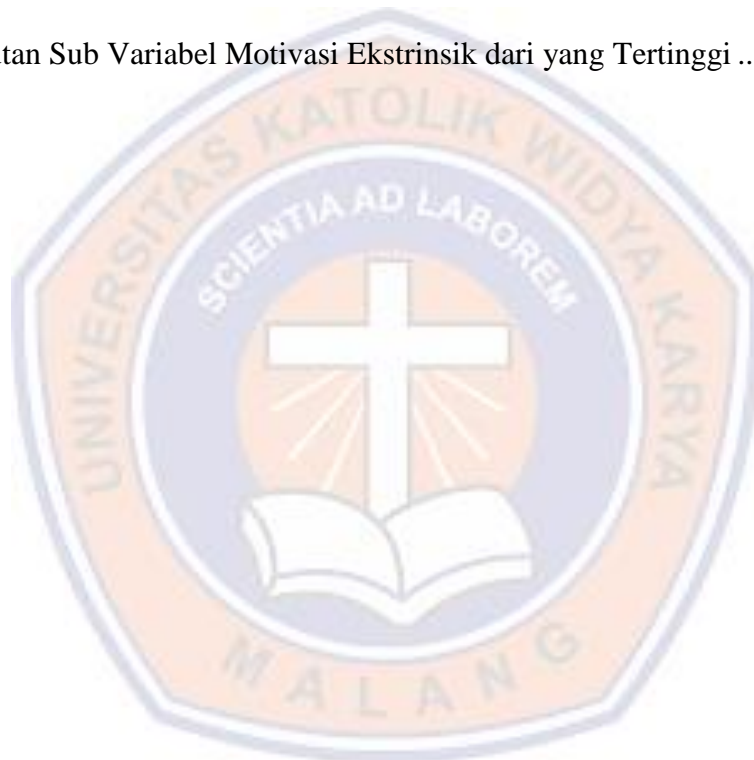 tan Sub Variabel Motivasi Ekstrinsik dari yang Tertinggi ..
UNIVERSITAS KATOLIK WIDYA KARYA
SCIENTIA AD LABOREM
MALANG